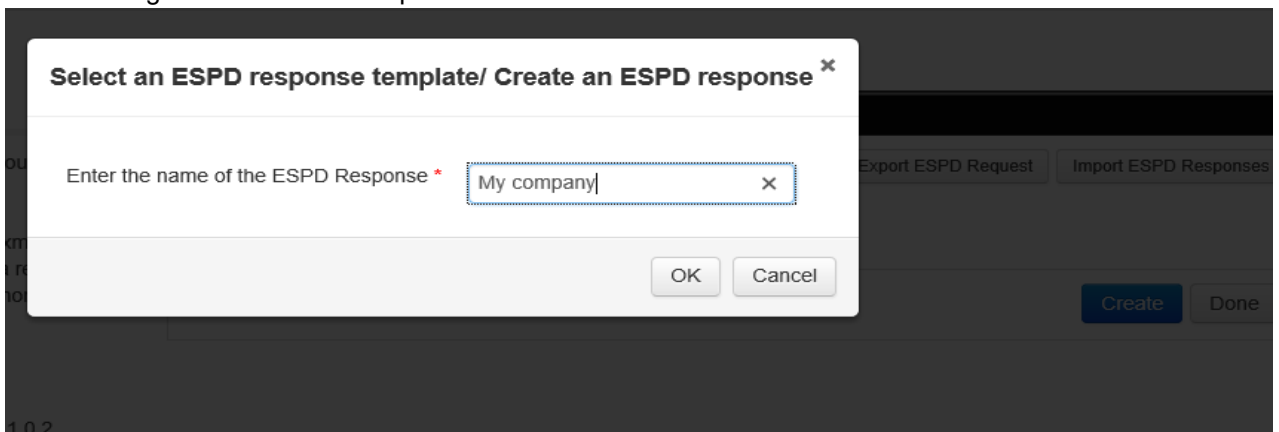 Select an ESPD response template/ Create an ESPD response ×
Enter the name of the ESPD Response * My company ×
Export ESPD Request Import ESPD Responses
OK Cancel
Create Done
1.0.2